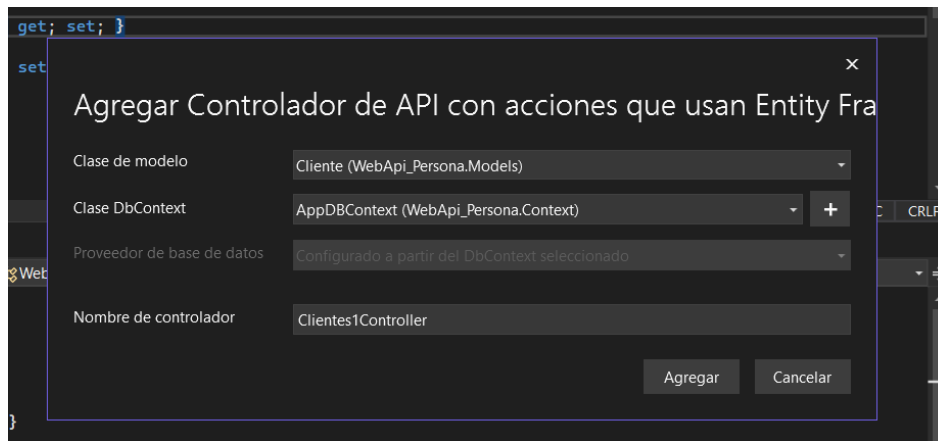 get; set; }
set
Agregar Controlador de API con acciones que usan Entity Fra
Clase de modelo
Cliente (WebApi_Persona.Models)
Clase DbContext
AppDBContext (WebApi_Persona.Context)
+
C CRLF
Proveedor de base de datos
Configurado a partir del DbContext seleccionado
Web
Nombre de controlador
Clientes1Controller
Agregar
Cancelar
}